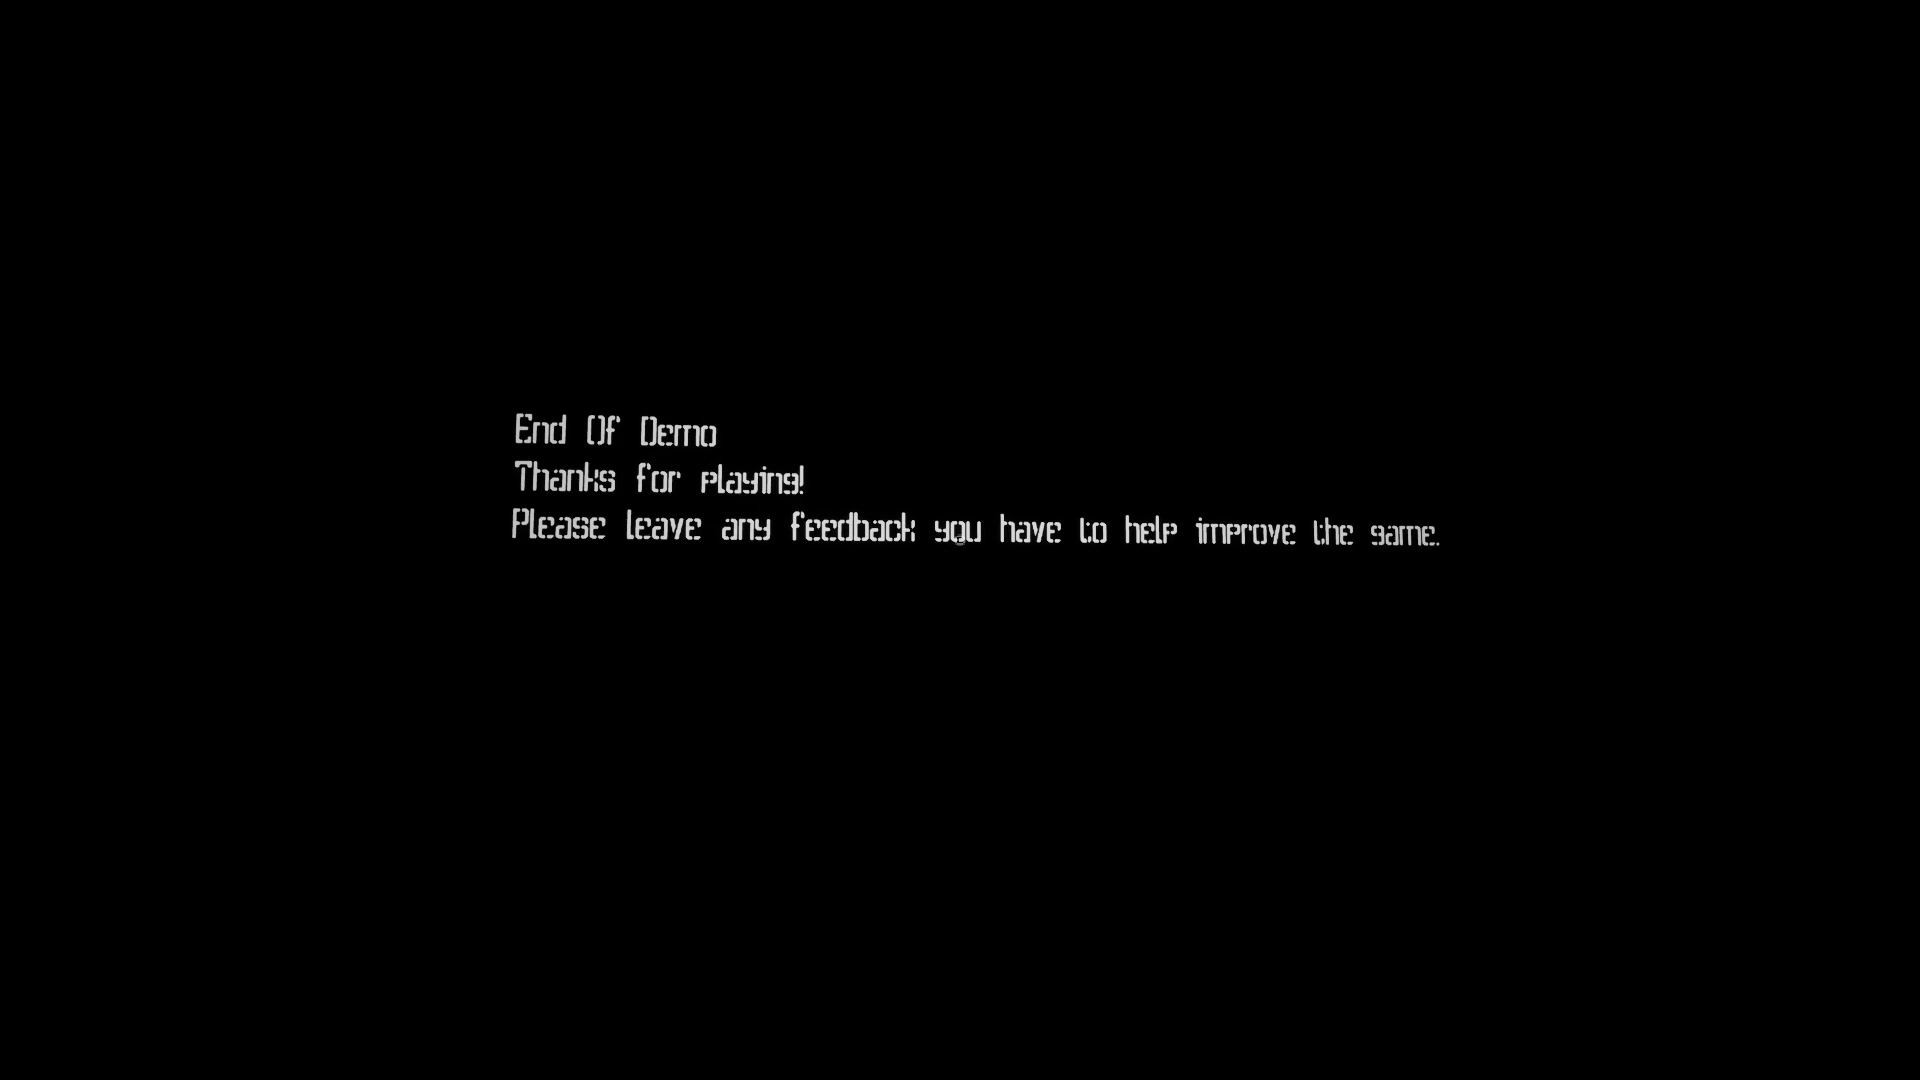 End Of Demo
Thanks for playing!
Please leave any feedback you have to help improve the game.